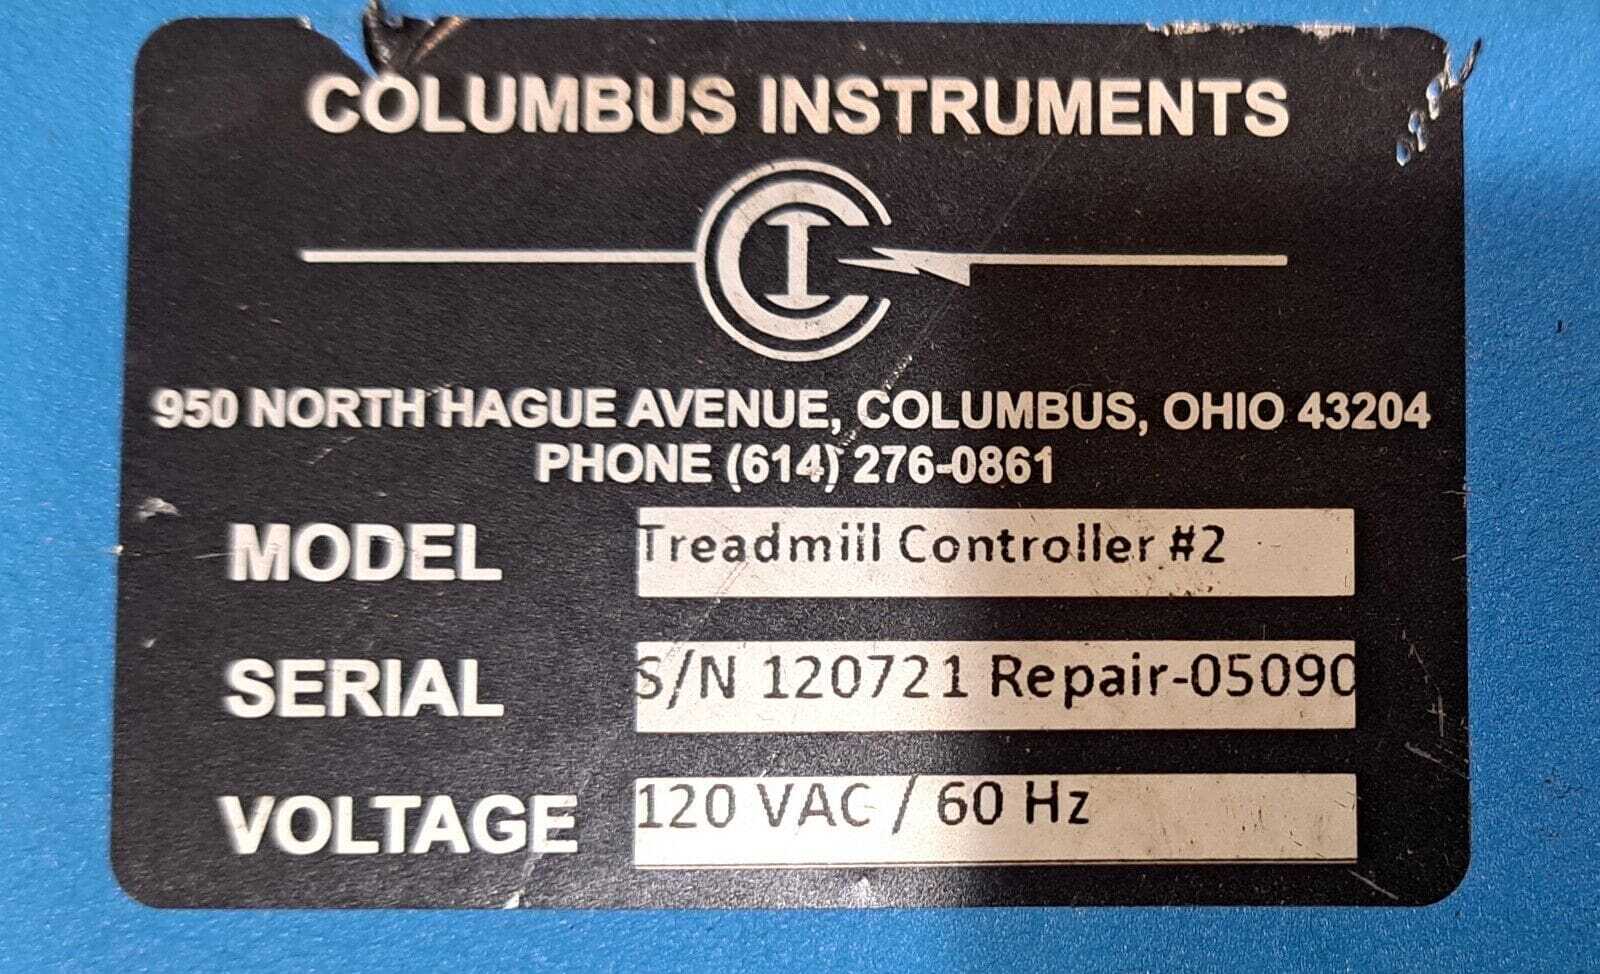 COLUMBUS INSTRUMENTS
CI
950 NORTH HAGUE AVENUE, COLUMBUS, OHIO 43204
PHONE (614) 276-0861
MODEL Treadmill Controller #2
SERIAL S/N 120721 Repair-05090
VOLTAGE 120 VAC / 60 Hz